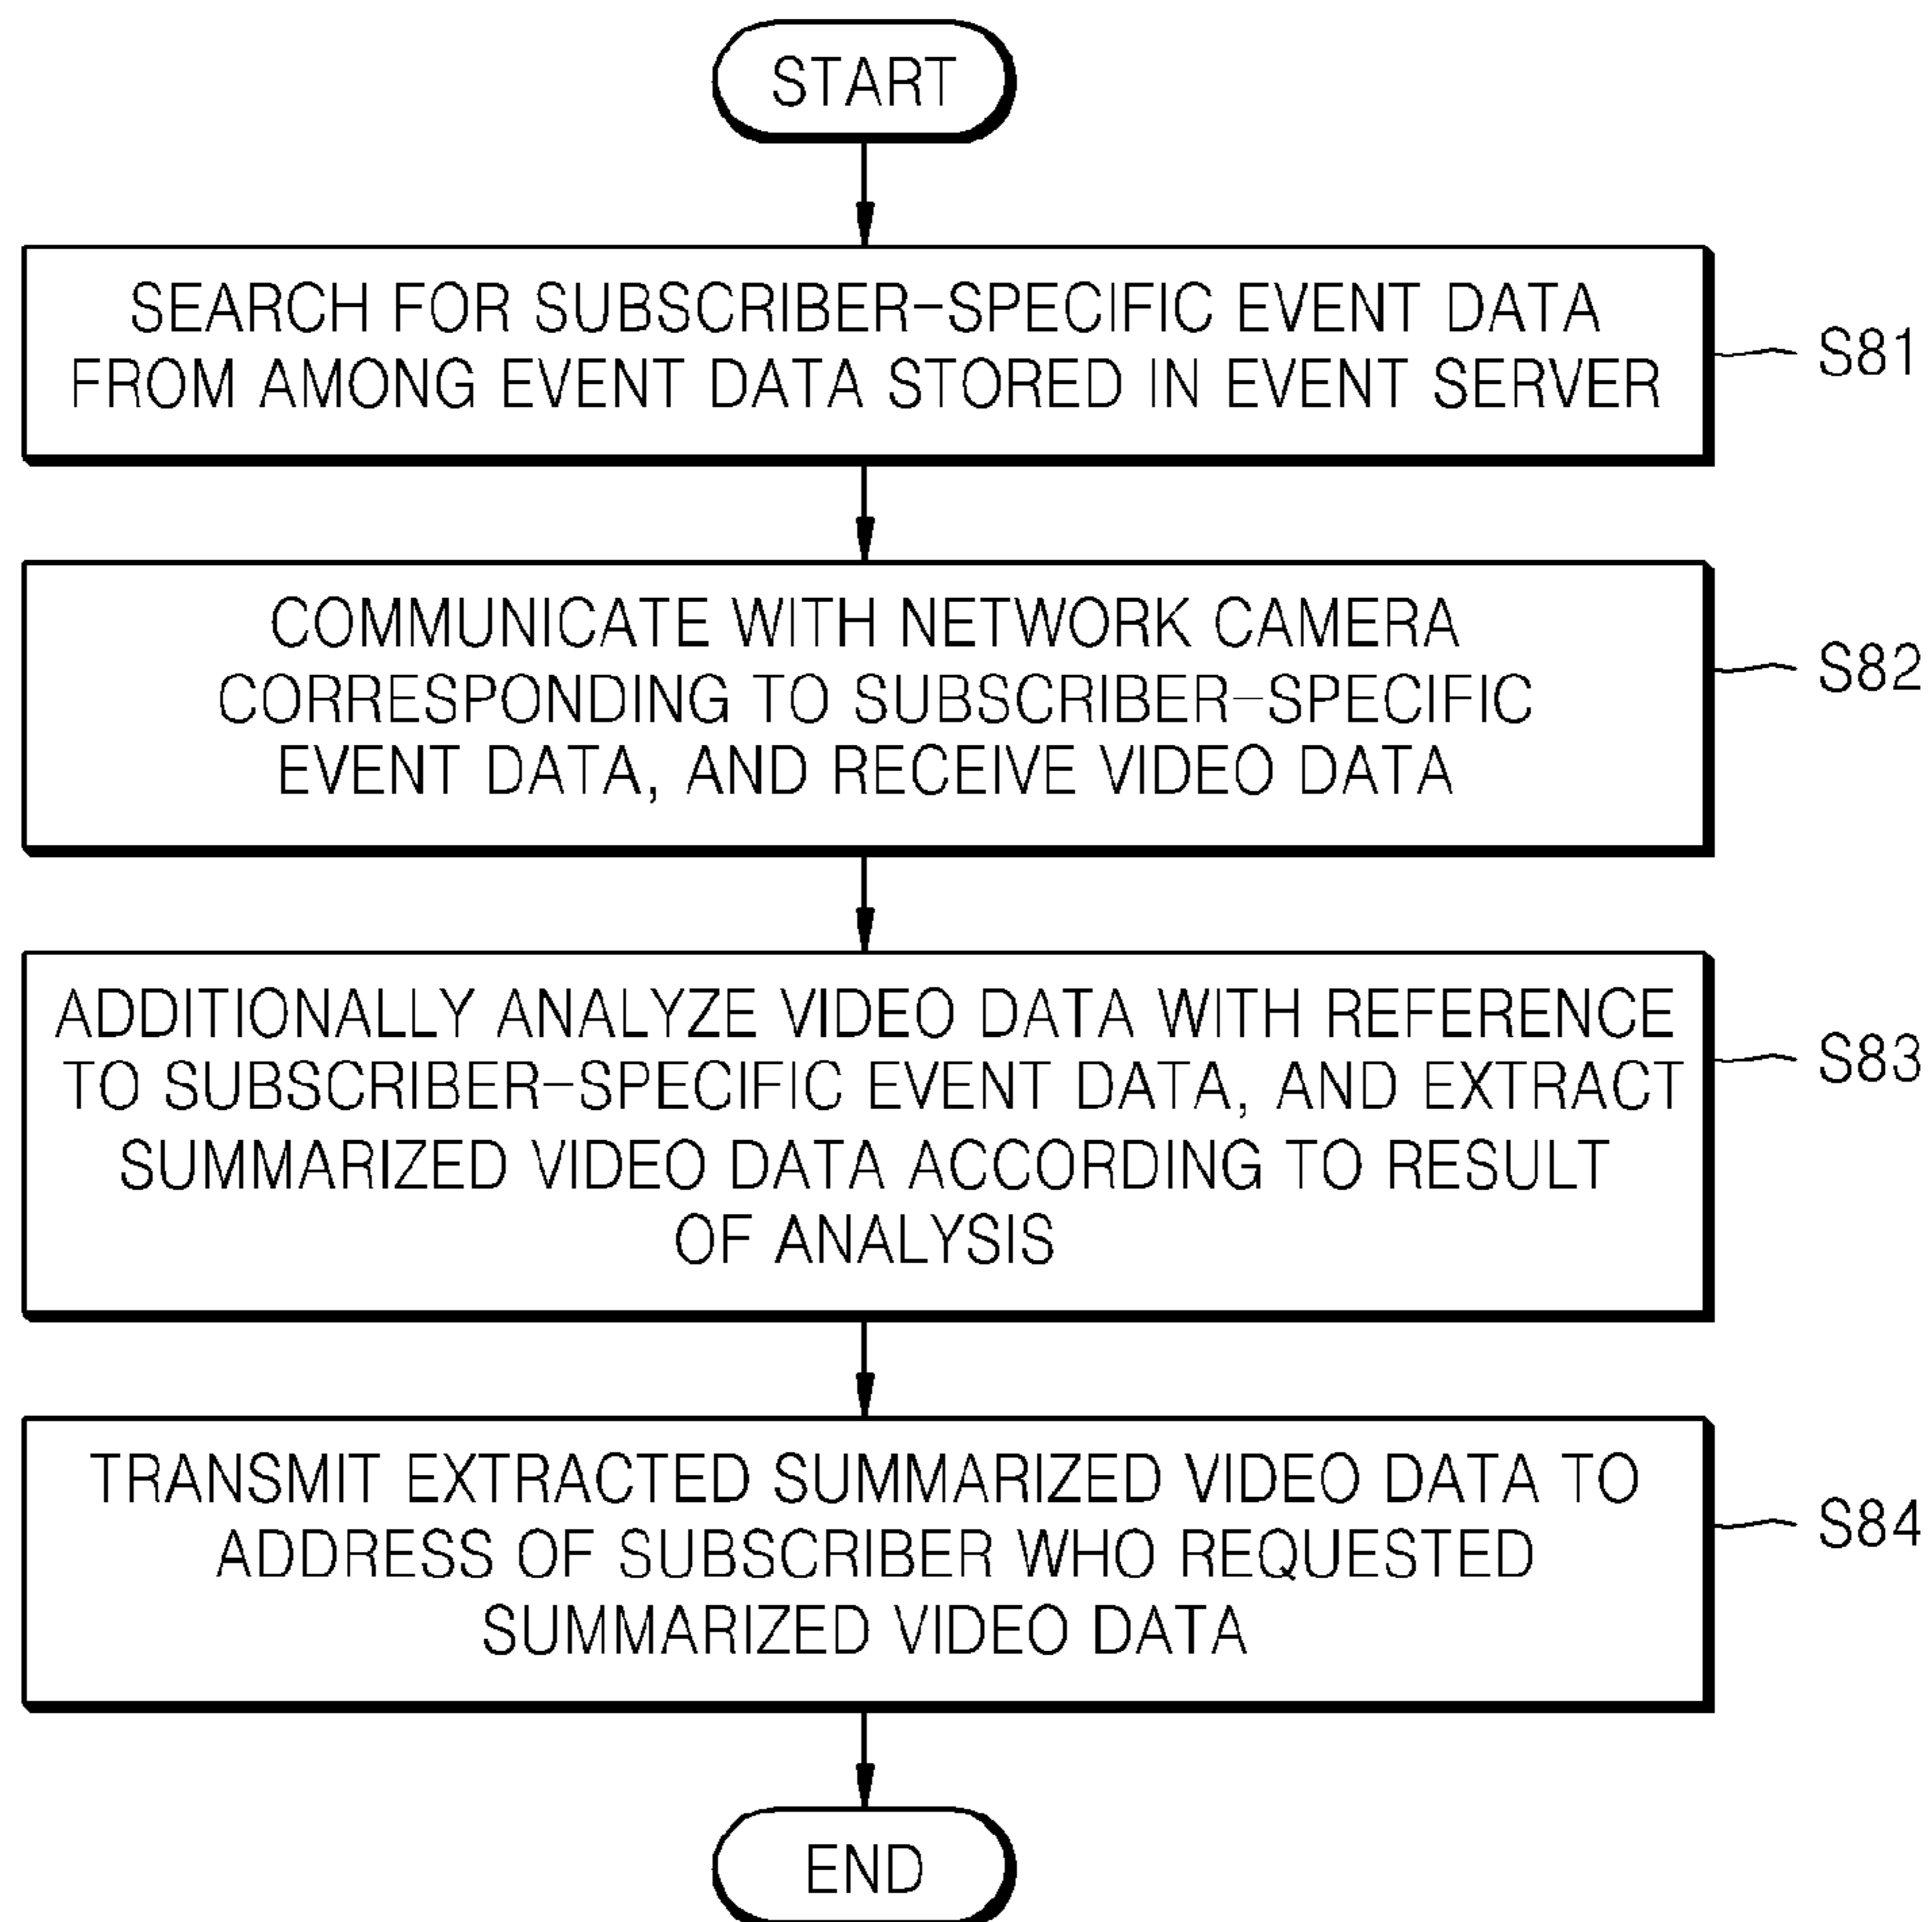 START
SEARCH FOR SUBSCRIBER-SPECIFIC EVENT DATA
FROM AMONG EVENT DATA STORED IN EVENT SERVER
S81
COMMUNICATE WITH NETWORK CAMERA
CORRESPONDING TO SUBSCRIBER-SPECIFIC
EVENT DATA, AND RECEIVE VIDEO DATA
S82
ADDITIONALLY ANALYZE VIDEO DATA WITH REFERENCE
TO SUBSCRIBER-SPECIFIC EVENT DATA, AND EXTRACT
SUMMARIZED VIDEO DATA ACCORDING TO RESULT
OF ANALYSIS
S83
TRANSMIT EXTRACTED SUMMARIZED VIDEO DATA TO
ADDRESS OF SUBSCRIBER WHO REQUESTED
SUMMARIZED VIDEO DATA
S84
END